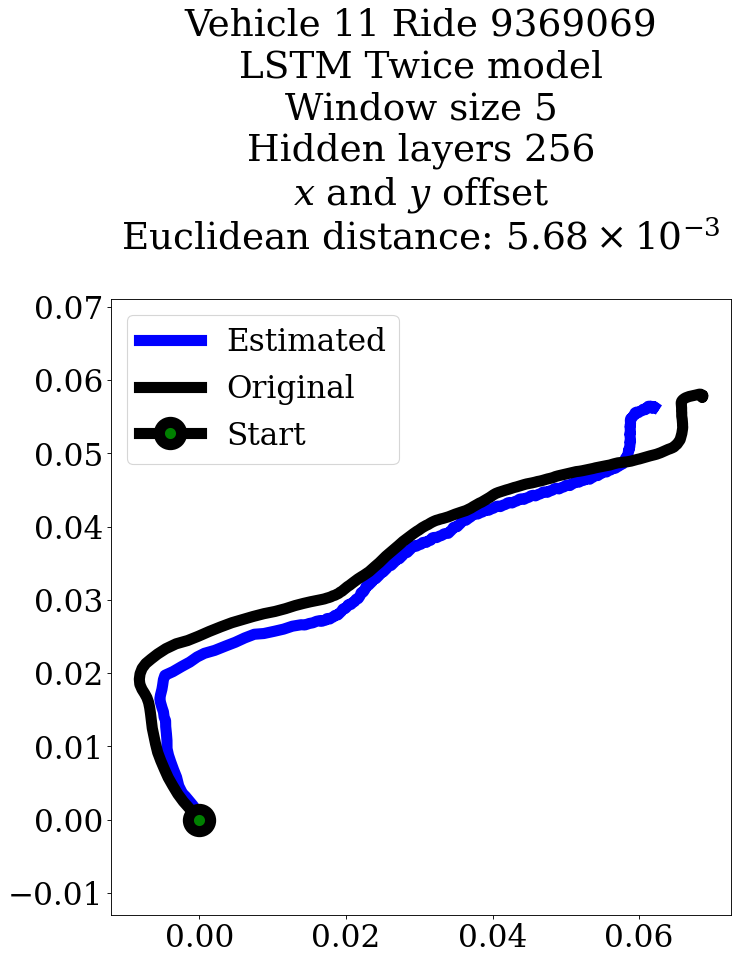 Vehicle 11 Ride 9369069
LSTM Twice model
Window size 5
Hidden layers 256
x and y offset
Euclidean distance: 5.68 × 10⁻³
0.07
0.06
0.05
0.04
0.03
0.02
0.01
0.00
−0.01
Estimated
Original
Start
0.00 0.02 0.04 0.06